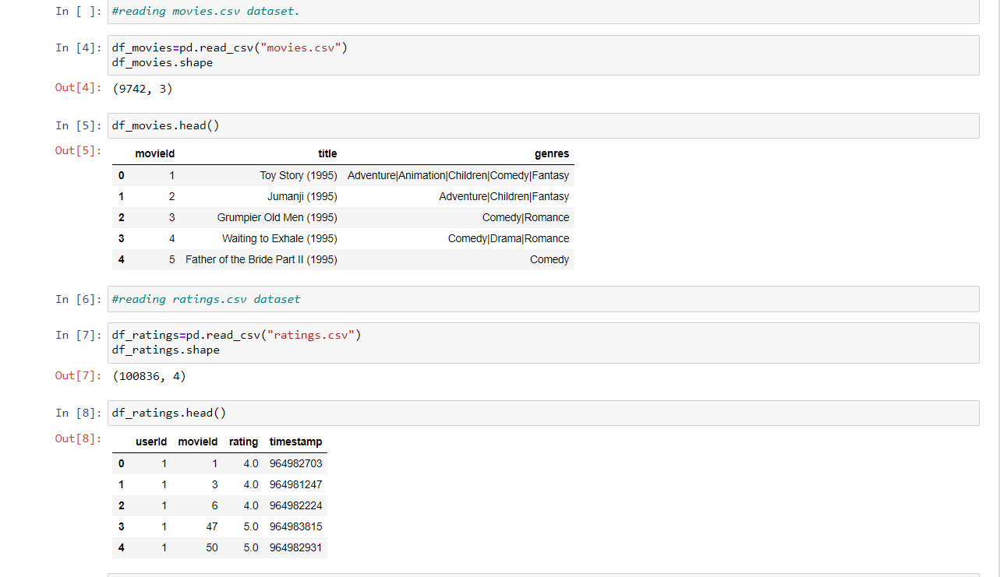 In [ ]: #reading movies.csv dataset.
In [4]: df_movies=pd.read_csv("movies.csv")
df_movies.shape
Out[4]: (9742, 3)
In [5]: df_movies.head()
Out[5]:
movieId title genres
0 1 Toy Story (1995) Adventure|Animation|Children|Comedy|Fantasy
1 2 Jumanji (1995) Adventure|Children|Fantasy
2 3 Grumpier Old Men (1995) Comedy|Romance
3 4 Waiting to Exhale (1995) Comedy|Drama|Romance
4 5 Father of the Bride Part II (1995) Comedy
In [6]: #reading ratings.csv dataset
In [7]: df_ratings=pd.read_csv("ratings.csv")
df_ratings.shape
Out[7]: (100836, 4)
In [8]: df_ratings.head()
Out[8]:
userId movieId rating timestamp
0 1 1 4.0 964982703
1 1 3 4.0 964981247
2 1 6 4.0 964982224
3 1 47 5.0 964983815
4 1 50 5.0 964982931